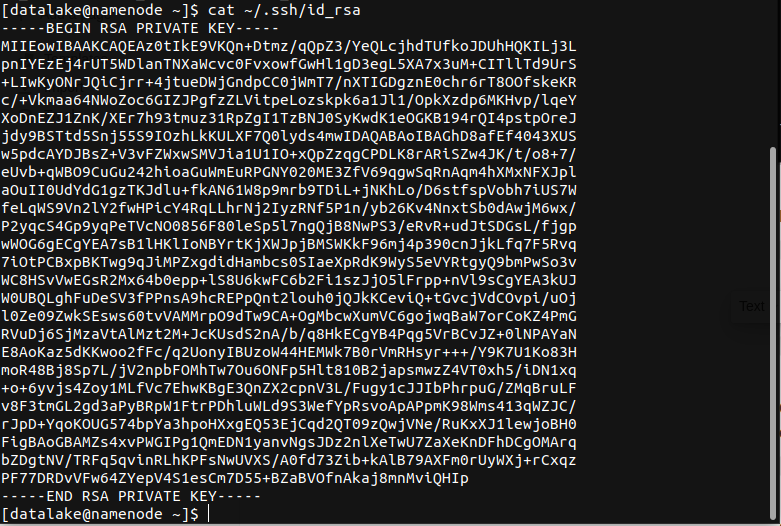 [datalake@namenode ~]$ cat ~/.ssh/id_rsa
-----BEGIN RSA PRIVATE KEY-----
MIIEowIBAAKCAQEAz0tIkE9VKQn+Dtmz/qQpZ3/YeQLcjhdTUfkoJDUhHQKILj3L
pnIYEzEj4rUT5WDlanTNXaWcvc0FvxowfGwHl1gD3egL5XA7x3uM+CITllTd9UrS
+LIwKyONrJQiCjrr+4jtueDWjGndpCC0jWmT7/nXTIGDgznE0chr6rT8OOfskeKR
c/+Vkmaa64NWoZoc6GIZJPgfzZLVitpeLozskpk6a1Jl1/OpkXzdp6MKHvp/lqeY
XoDnEZJ1ZnK/XEr7h93tmuz31RpZgI1TzBNJ0SyKwdK1eOGKB194rQI4pstpOreJ
jdy9BSTtd5Snj55S9IOzhLkKULXF7Q0lyds4mwIDAQABAoIBAGhD8afEf4043XUS
w5pdcAYDJBsZ+V3vFZWxwSMVJia1U1IO+xQpZzqgCPDLK8rARiSZw4JK/t/o8+7/
eUvb+qWBO9CuGu242hioaGuWmEuRPGNY020ME3ZfV69qgwSqRnAqm4hXMxNFXJpl
aOuII0UdYdG1gzTKJdlu+fkAN61W8p9mrb9TDiL+jNKhLo/D6stfspVobh7iUS7W
feLqWS9Vn2lY2fwHPicY4RqLLhrNj2IyzRNf5P1n/yb26Kv4NnxtSb0dAwjM6wx/
P2yqcS4Gp9yqPeTVcNO0856F80leSp5l7ngQjB8NwPS3/eRvR+udJtSDGsL/fjgp
wWOG6gECgYEA7sB1lHKlIoNBYrtKjXWJpjBMSWKkF96mj4p390cnJjkLfq7F5Rvq
7iOtPCBxpBKTwg9qJiMPZxgdidHambcs0SIaeXpRdK9WyS5eVYRtgyQ9bmPwSo3v
WC8HSvVwEGsR2Mx64b0epp+lS8U6kwFC6b2Fi1szJjO5lFrpp+nVl9sCgYEA3kUJ
W0UBQLghFuDeSV3fPPnsA9hcREPpQnt2louh0jQJkKCeviQ+tGvcjVdCOvpi/uOj
l0Ze09ZwkSEsws60tvVAMMrpO9dTw9CA+OgMbcwXumVC6gojwqBaW7orCoKZ4PmG
RVuDj6SjMzaVtAlMzt2M+JcKUsdS2nA/b/q8HkECgYB4Pqg5VrBCvJZ+0lNPAYaN
E8AoKaz5dKKwoo2fFc/q2UonyIBUzoW44HEMWk7B0rVmRHsyr+++/Y9K7U1Ko83H
moR48Bj8Sp7L/jV2npbFOMhTw7Ou6ONFp5Hlt810B2japsmwzZ4VT0xh5/iDN1xq
+o+6yvjs4Zoy1MLfVc7EhwKBgE3QnZX2cpnV3L/Fugy1cJJIbPhrpuG/ZMqBruLF
v8F3tmGL2gd3aPyBRpW1FtrPDhluWLd9S3WefYpRsvoApAPpmK98Wms413qWZJC/
rJpD+YqoKOUG574bpYa3hpoHXxgEQ53EjCqd2QT09zQwjVNe/RuKxXJ1lewjoBH0
FigBAoGBAMZs4xvPWGIPg1QmEDN1yanvNgsJDz2nlXeTwU7ZaXeKnDFhDCgOMArq
bZDgtNV/TRFq5qvinRLhKPFsNwUVXS/A0fd73Zib+kAlB79AXFm0rUyWXj+rCxqz
PF77DRDvVFw64ZYepV4S1esCm7D55+BZaBVOfnAkaj8mnMviQHIp
-----END RSA PRIVATE KEY-----
[datalake@namenode ~]$
Text